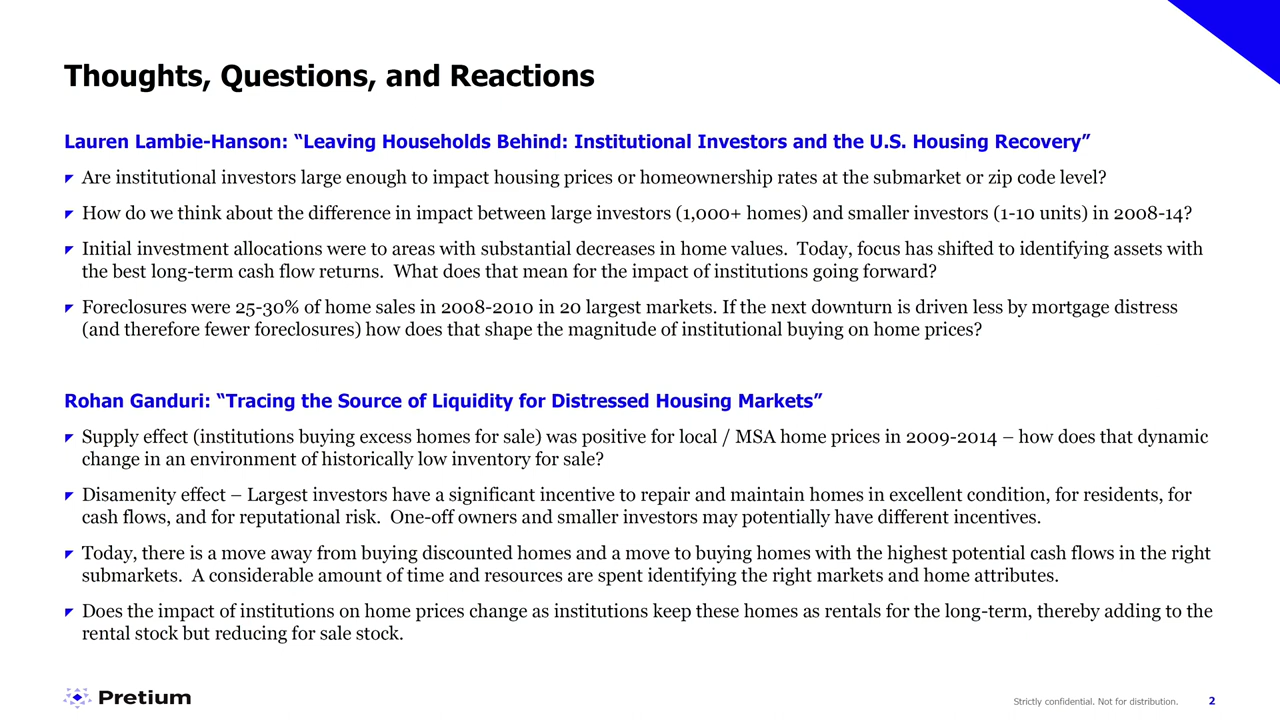 Thoughts, Questions, and Reactions
Lauren Lambie-Hanson: “Leaving Households Behind: Institutional Investors and the U.S. Housing Recovery”
Are institutional investors large enough to impact housing prices or homeownership rates at the submarket or zip code level?
How do we think about the difference in impact between large investors (1,000+ homes) and smaller investors (1-10 units) in 2008-14?
Initial investment allocations were to areas with substantial decreases in home values.  Today, focus has shifted to identifying assets with
the best long-term cash flow returns.  What does that mean for the impact of institutions going forward?
Foreclosures were 25-30% of home sales in 2008-2010 in 20 largest markets. If the next downturn is driven less by mortgage distress
(and therefore fewer foreclosures) how does that shape the magnitude of institutional buying on home prices?
Rohan Ganduri: “Tracing the Source of Liquidity for Distressed Housing Markets”
Supply effect (institutions buying excess homes for sale) was positive for local / MSA home prices in 2009-2014 – how does that dynamic
change in an environment of historically low inventory for sale?
Disamenity effect – Largest investors have a significant incentive to repair and maintain homes in excellent condition, for residents, for
cash flows, and for reputational risk.  One-off owners and smaller investors may potentially have different incentives.
Today, there is a move away from buying discounted homes and a move to buying homes with the highest potential cash flows in the right
submarkets.  A considerable amount of time and resources are spent identifying the right markets and home attributes.
Does the impact of institutions on home prices change as institutions keep these homes as rentals for the long-term, thereby adding to the
rental stock but reducing for sale stock.
Pretium
Strictly confidential. Not for distribution.
2